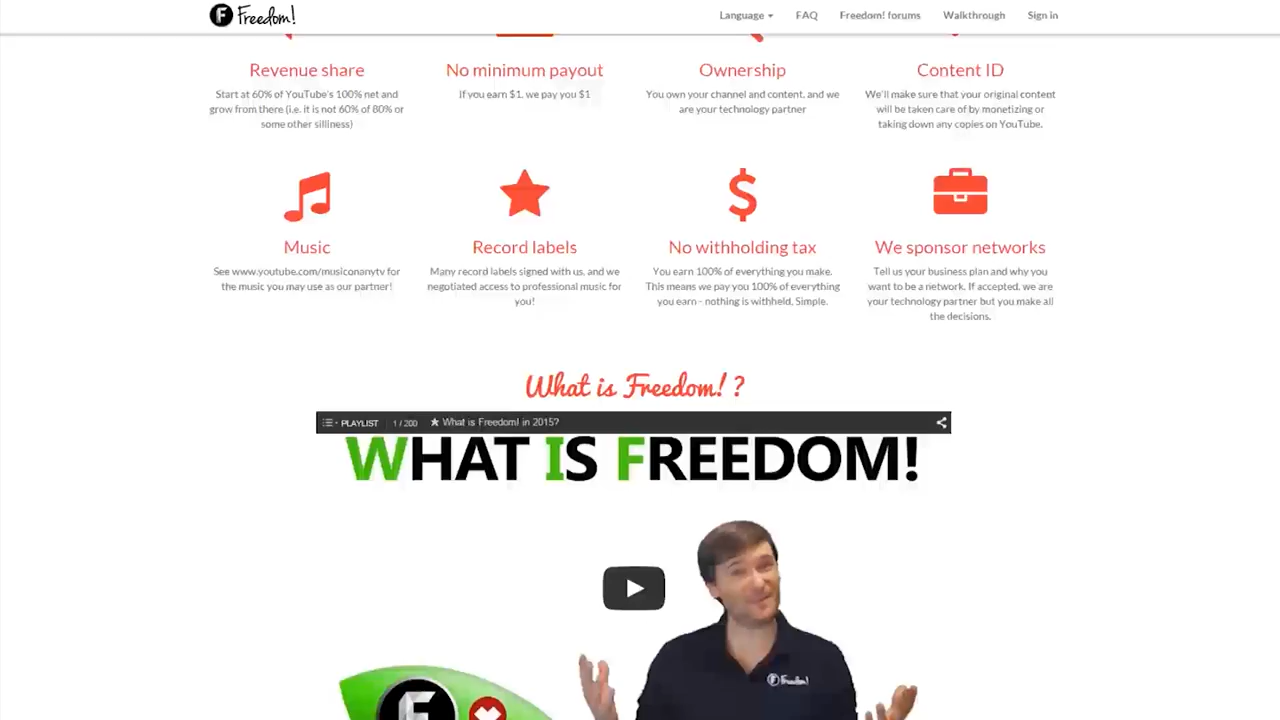 F Freedom!
Language FAQ Freedom! forums Walkthrough Sign in
Revenue share
Start at 60% of YouTube's 100% net and
grow from there (i.e. it is not 60% of 80% or
some other silliness)
No minimum payout
If you earn $1, we pay you $1
Ownership
You own your channel and content, and we
are your technology partner
Content ID
We'll make sure that your original content
will be taken care of by monetizing or
taking down any copies on YouTube.
Music
See www.youtube.com/musiconanytv for
the music you may use as our partner!
Record labels
Many record labels signed with us, and we
negotiated access to professional music for
you!
$
No withholding tax
You earn 100% of everything you make.
This means we pay you 100% of everything
you earn - nothing is withheld, Simple.
We sponsor networks
Tell us your business plan and why you
want to be a network. If accepted, we are
your technology partner but you make all
the decisions.
What is Freedom! ?
PLAYLIST 1 / 200 ★ What is Freedom! in 2015?
WHAT IS FREEDOM!
F Freedom!
F